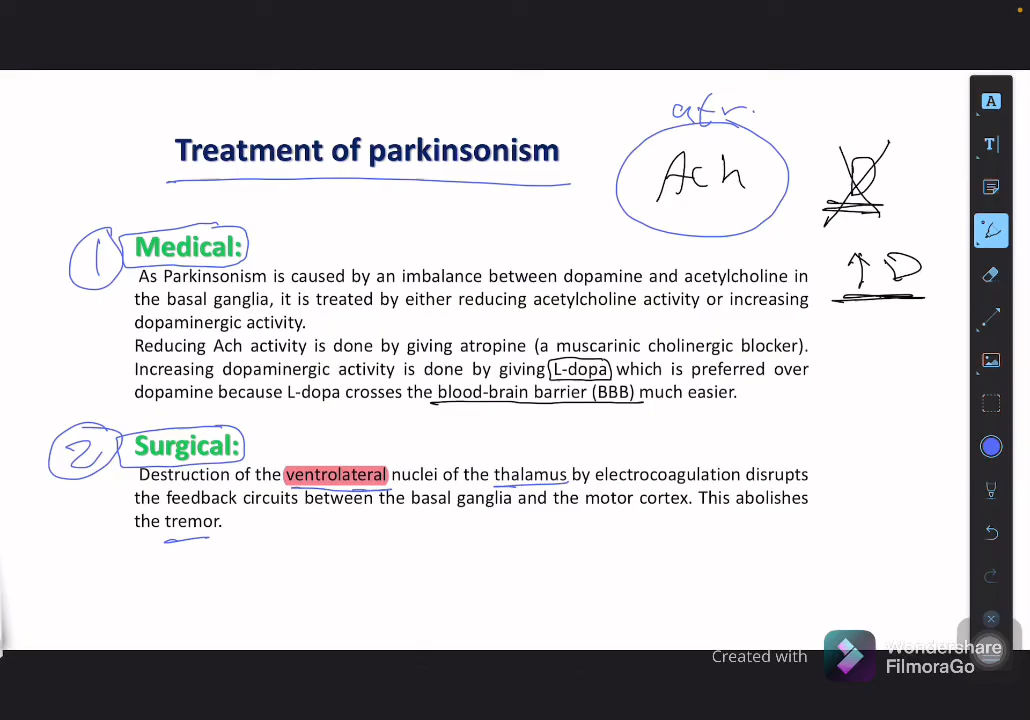 atr.
Ach
D
↑ D
Treatment of parkinsonism
1 Medical:
As Parkinsonism is caused by an imbalance between dopamine and acetylcholine in
the basal ganglia, it is treated by either reducing acetylcholine activity or increasing
dopaminergic activity.
Reducing Ach activity is done by giving atropine (a muscarinic cholinergic blocker).
Increasing dopaminergic activity is done by giving L-dopa which is preferred over
dopamine because L-dopa crosses the blood-brain barrier (BBB) much easier.
2 Surgical:
Destruction of the ventrolateral nuclei of the thalamus by electrocoagulation disrupts
the feedback circuits between the basal ganglia and the motor cortex. This abolishes
the tremor.
A
T
Created with
Wondershare
FilmoraGo